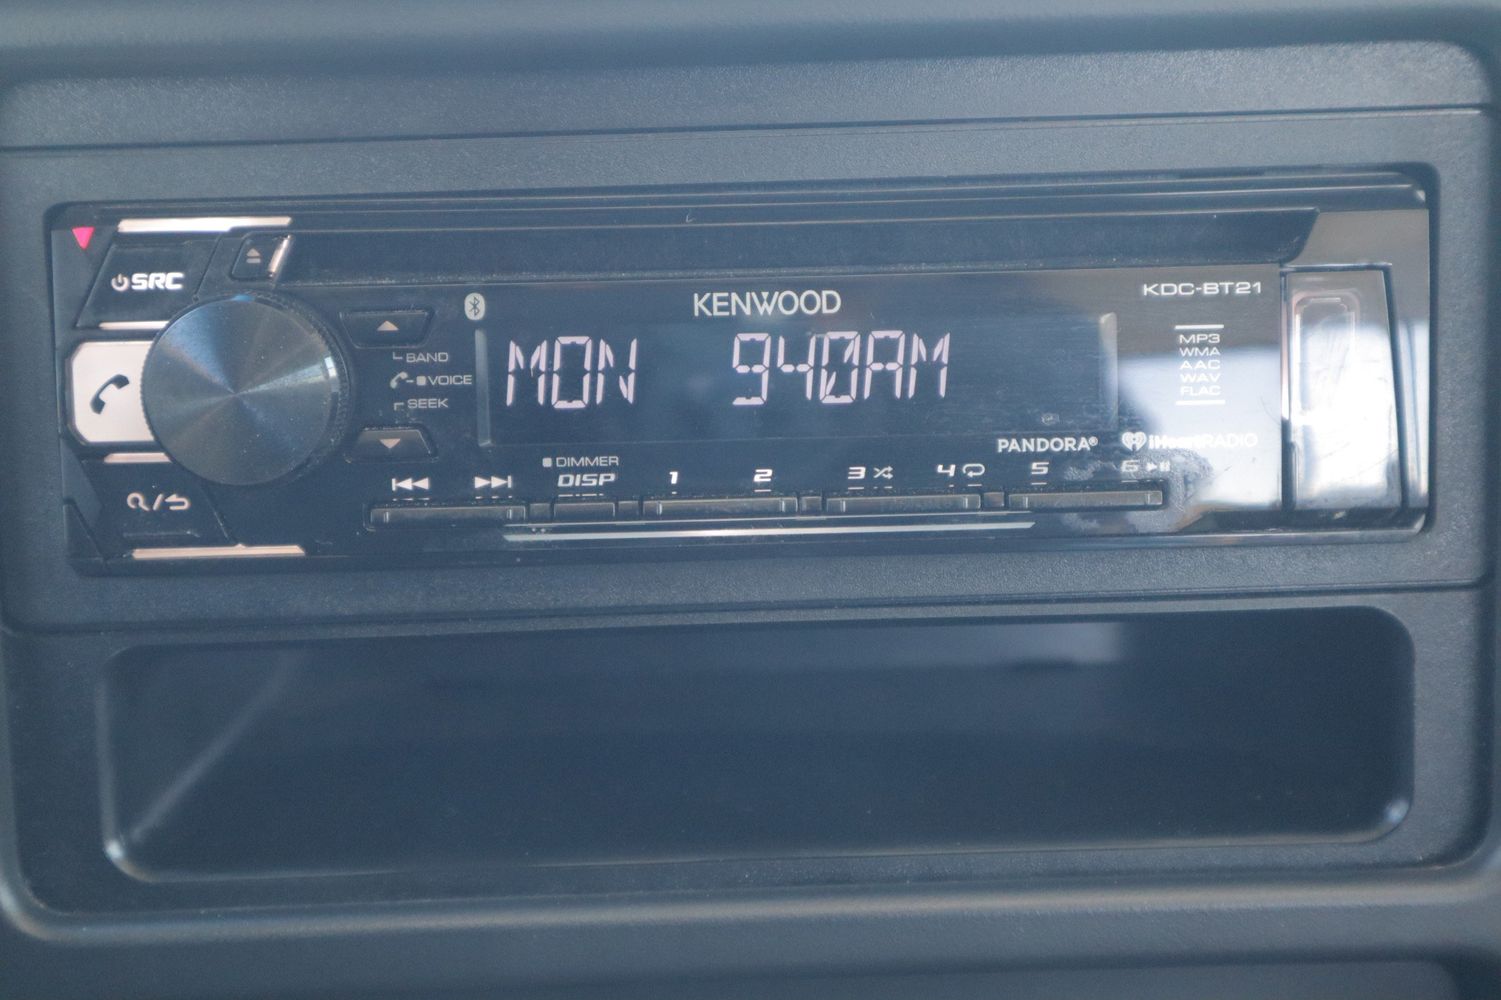 SRC
KENWOOD
KDC-BT21
MON 940AM
BAND
VOICE
SEEK
MP3
WMA
AAC
WAV
FLAC
PANDORA®
iHeartRADIO
DIMMER
DISP
1
2
3
4
5
6